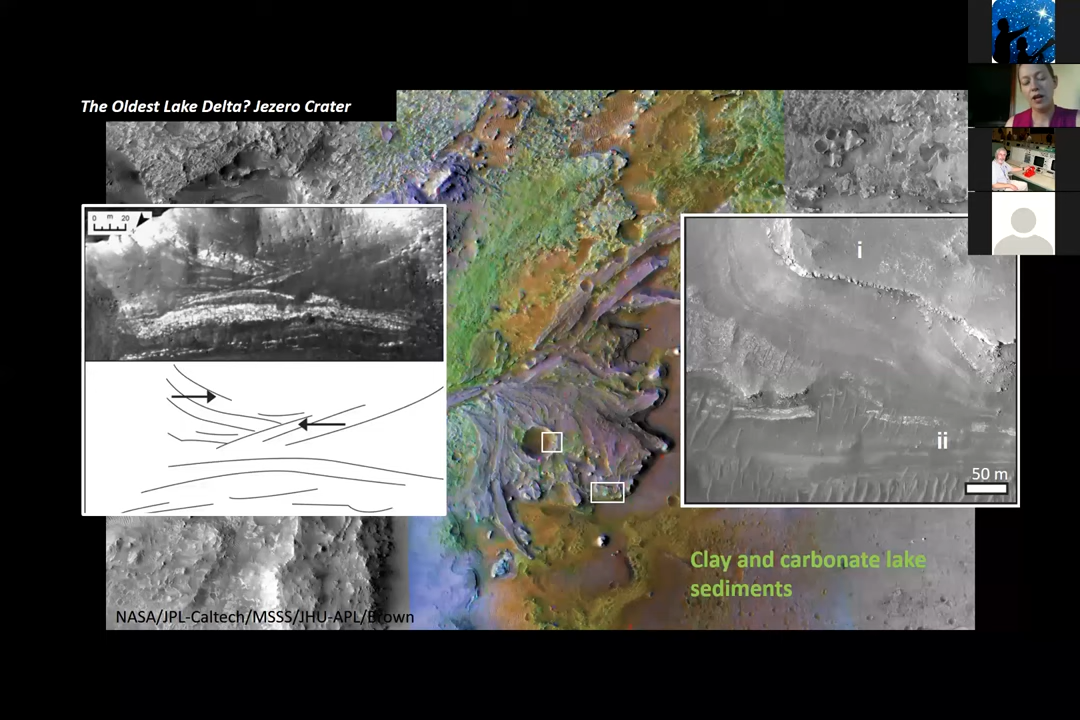 The Oldest Lake Delta? Jezero Crater
0 m 20
i
ii
50 m
Clay and carbonate lake
sediments
NASA/JPL-Caltech/MSSS/JHU-APL/Brown